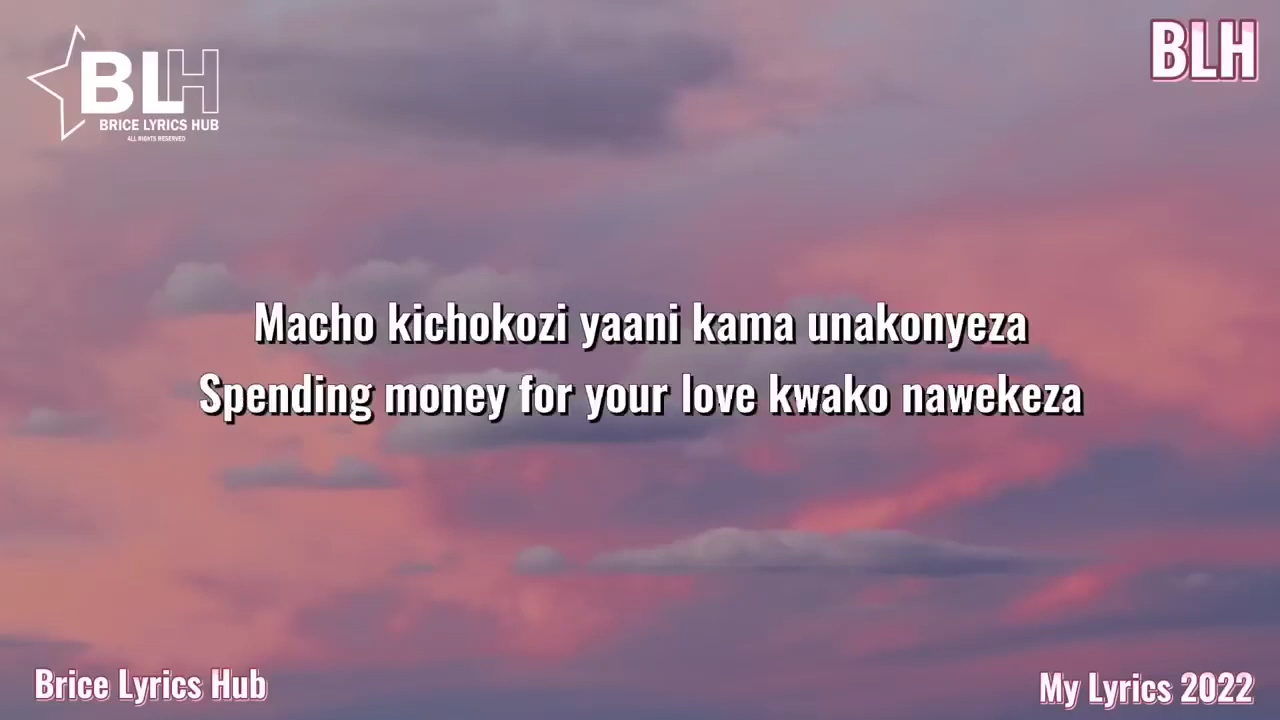 BLH
BRICE LYRICS HUB
ALL RIGHTS RESERVED
BLH
Macho kichokozi yaani kama unakonyeza
Spending money for your love kwako nawekeza
Brice Lyrics Hub
My Lyrics 2022